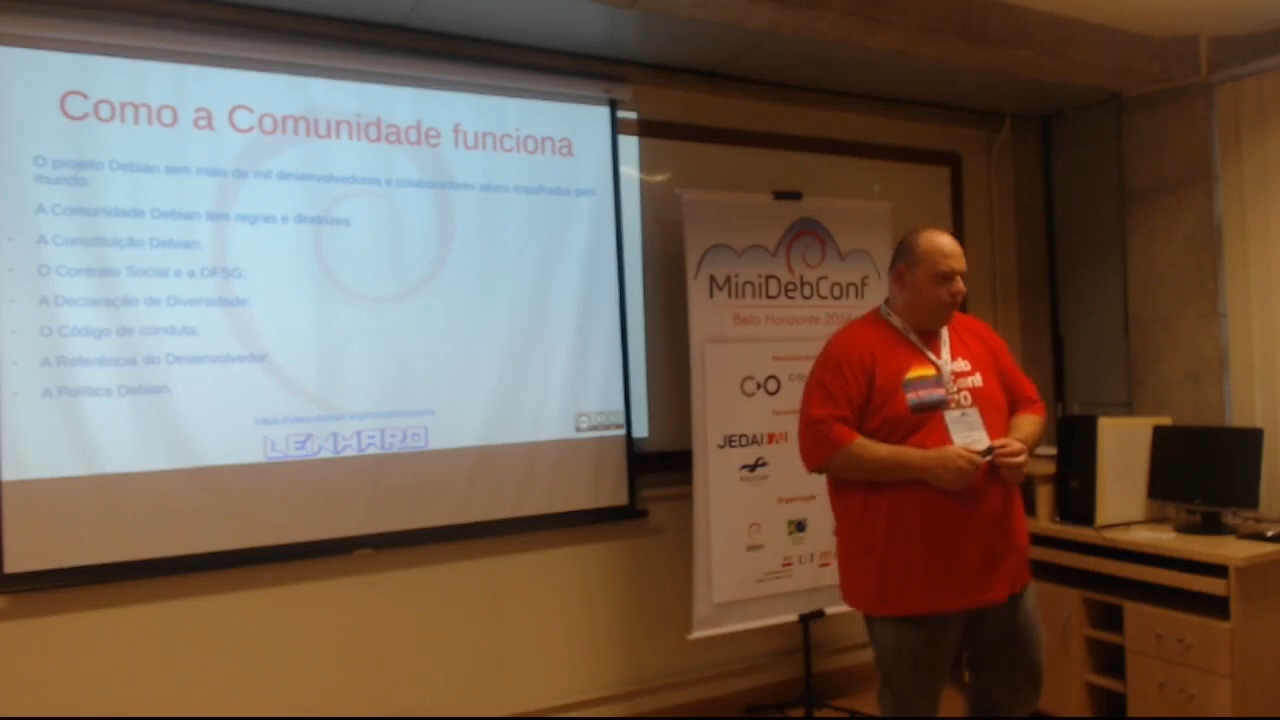 Como a Comunidade funciona
O projeto Debian tem mais de mil desenvolvedores e colaboradores ativos espalhados pelo
mundo.
A Comunidade Debian tem regras e diretrizes:
- A Constituição Debian;
- O Contrato Social e a DFSG;
- A Declaração de Diversidade;
- O Código de conduta;
- A Referência do Desenvolvedor;
- A Política Debian.
LENHARO
MiniDebConf
Belo Horizonte 2024
JEDAI
Organização